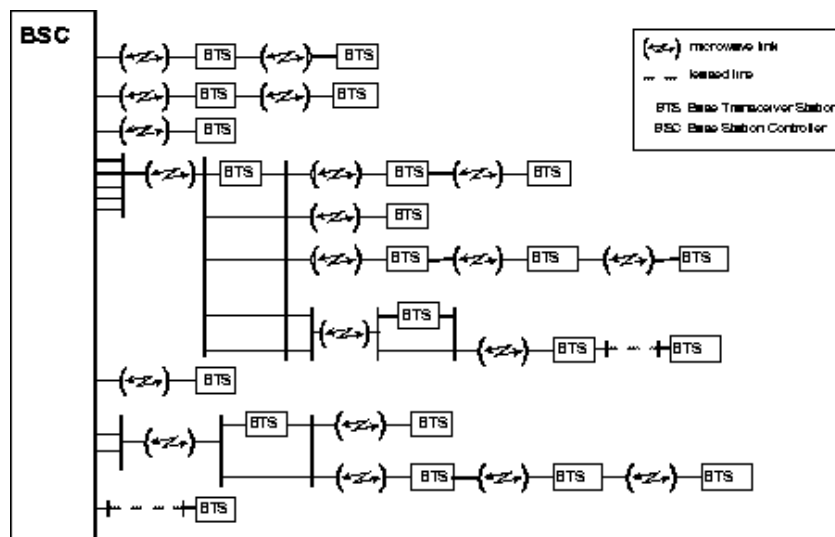 BSC
BTS BTS
microwave link
leased line
BTS BTS
BTS Base Transceiver Station
BTS
BSC Base Station Controller
BTS BTS BTS
BTS
BTS BTS BTS
BTS
BTS BTS
BTS
BTS BTS
BTS BTS BTS
BTS